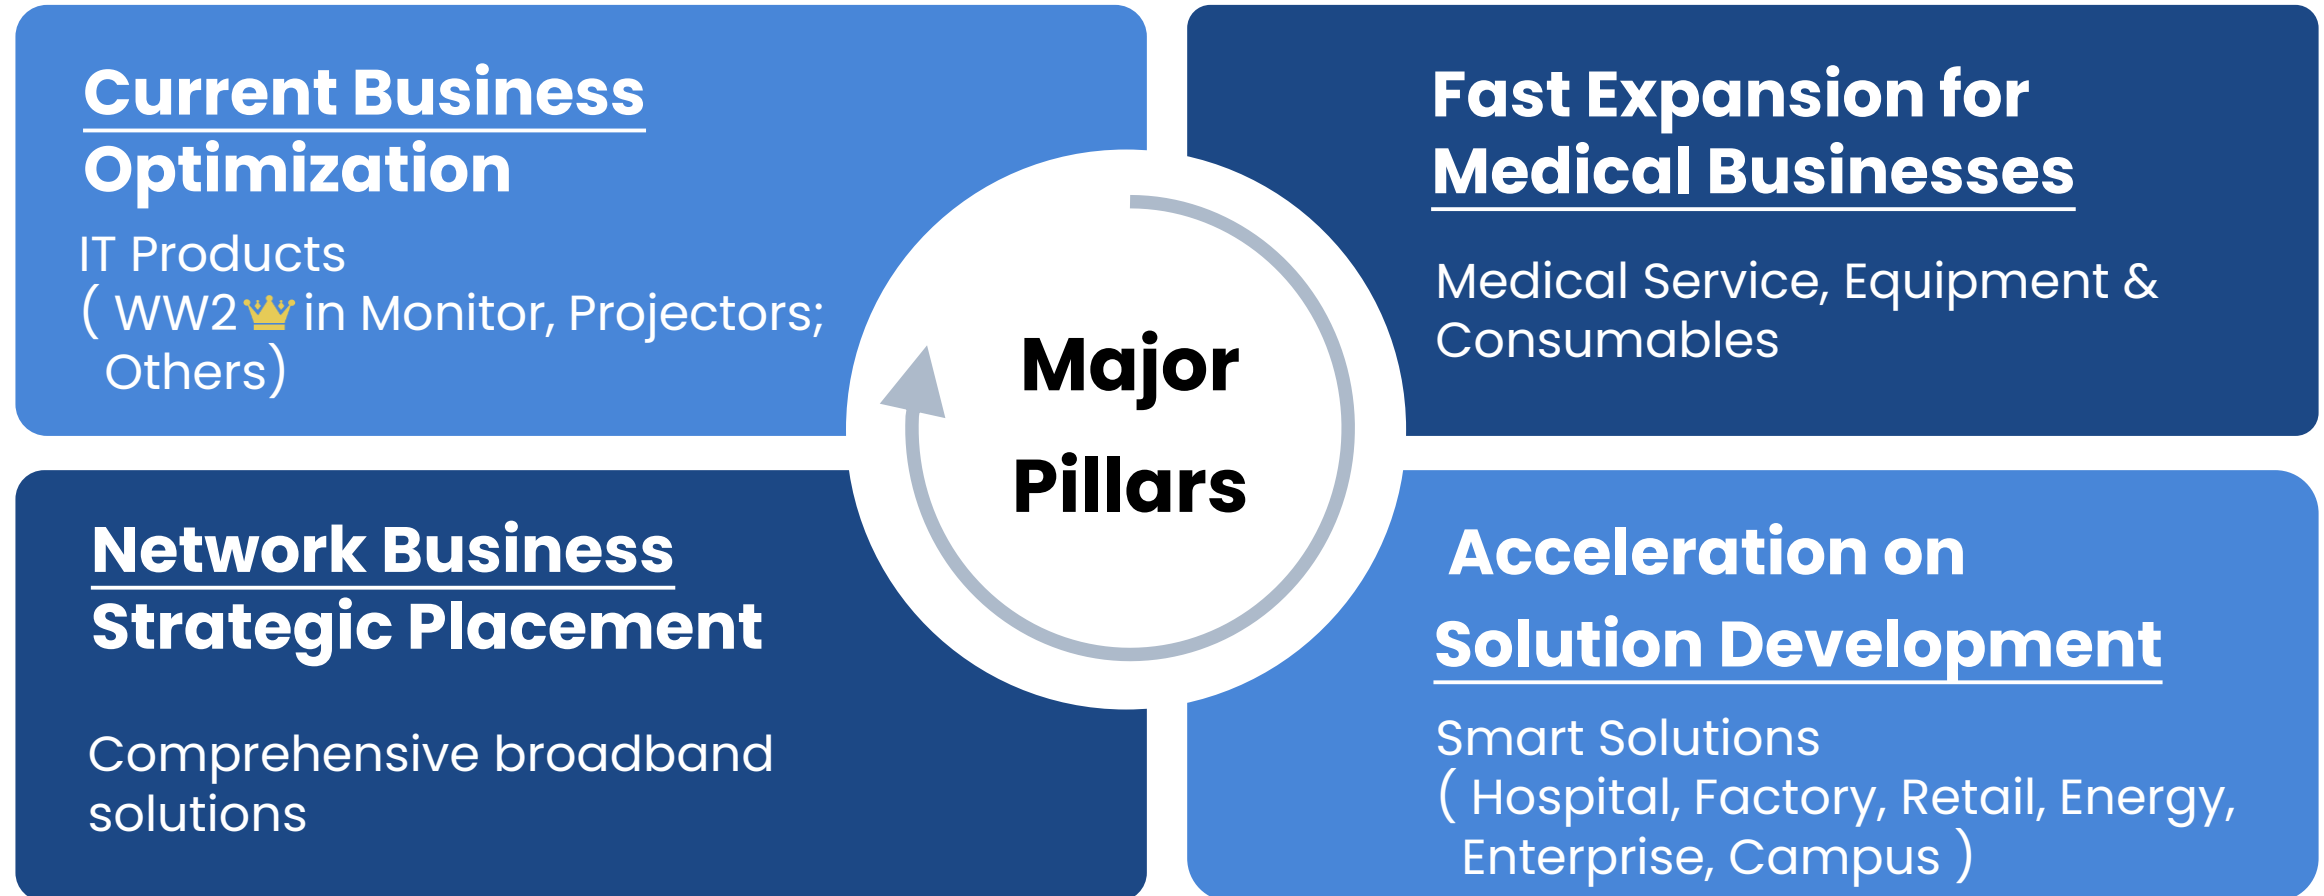 Current Business
Optimization
IT Products
( WW2 in Monitor, Projectors;
Others)
Fast Expansion for
Medical Businesses
Medical Service, Equipment &
Consumables
Major
Pillars
Network Business
Strategic Placement
Comprehensive broadband
solutions
Acceleration on
Solution Development
Smart Solutions
( Hospital, Factory, Retail, Energy,
Enterprise, Campus )